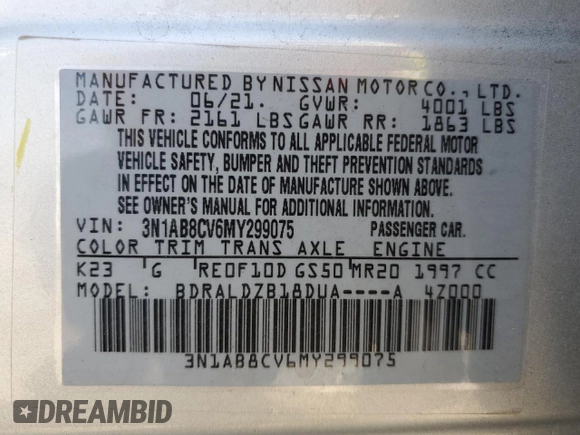 MANUFACTURED BY NISSAN MOTOR CO., LTD.
DATE: 06/21. GVWR: 4001 LBS
GAWR FR: 2161 LBS GAWR RR: 1863 LBS
THIS VEHICLE CONFORMS TO ALL APPLICABLE FEDERAL MOTOR
VEHICLE SAFETY, BUMPER AND THEFT PREVENTION STANDARDS
IN EFFECT ON THE DATE OF MANUFACTURE SHOWN ABOVE.
SEE OWNER'S MANUAL FOR ADDITIONAL INFORMATION.
VIN: 3N1AB8CV6MY299075 PASSENGER CAR.
COLOR TRIM TRANS AXLE ENGINE
K23 G RE0F10D GS50 MR20 1997 CC
MODEL: BDRALDZB18DUA----A 4Z000
3N1AB8CV6MY299075
DREAMBID